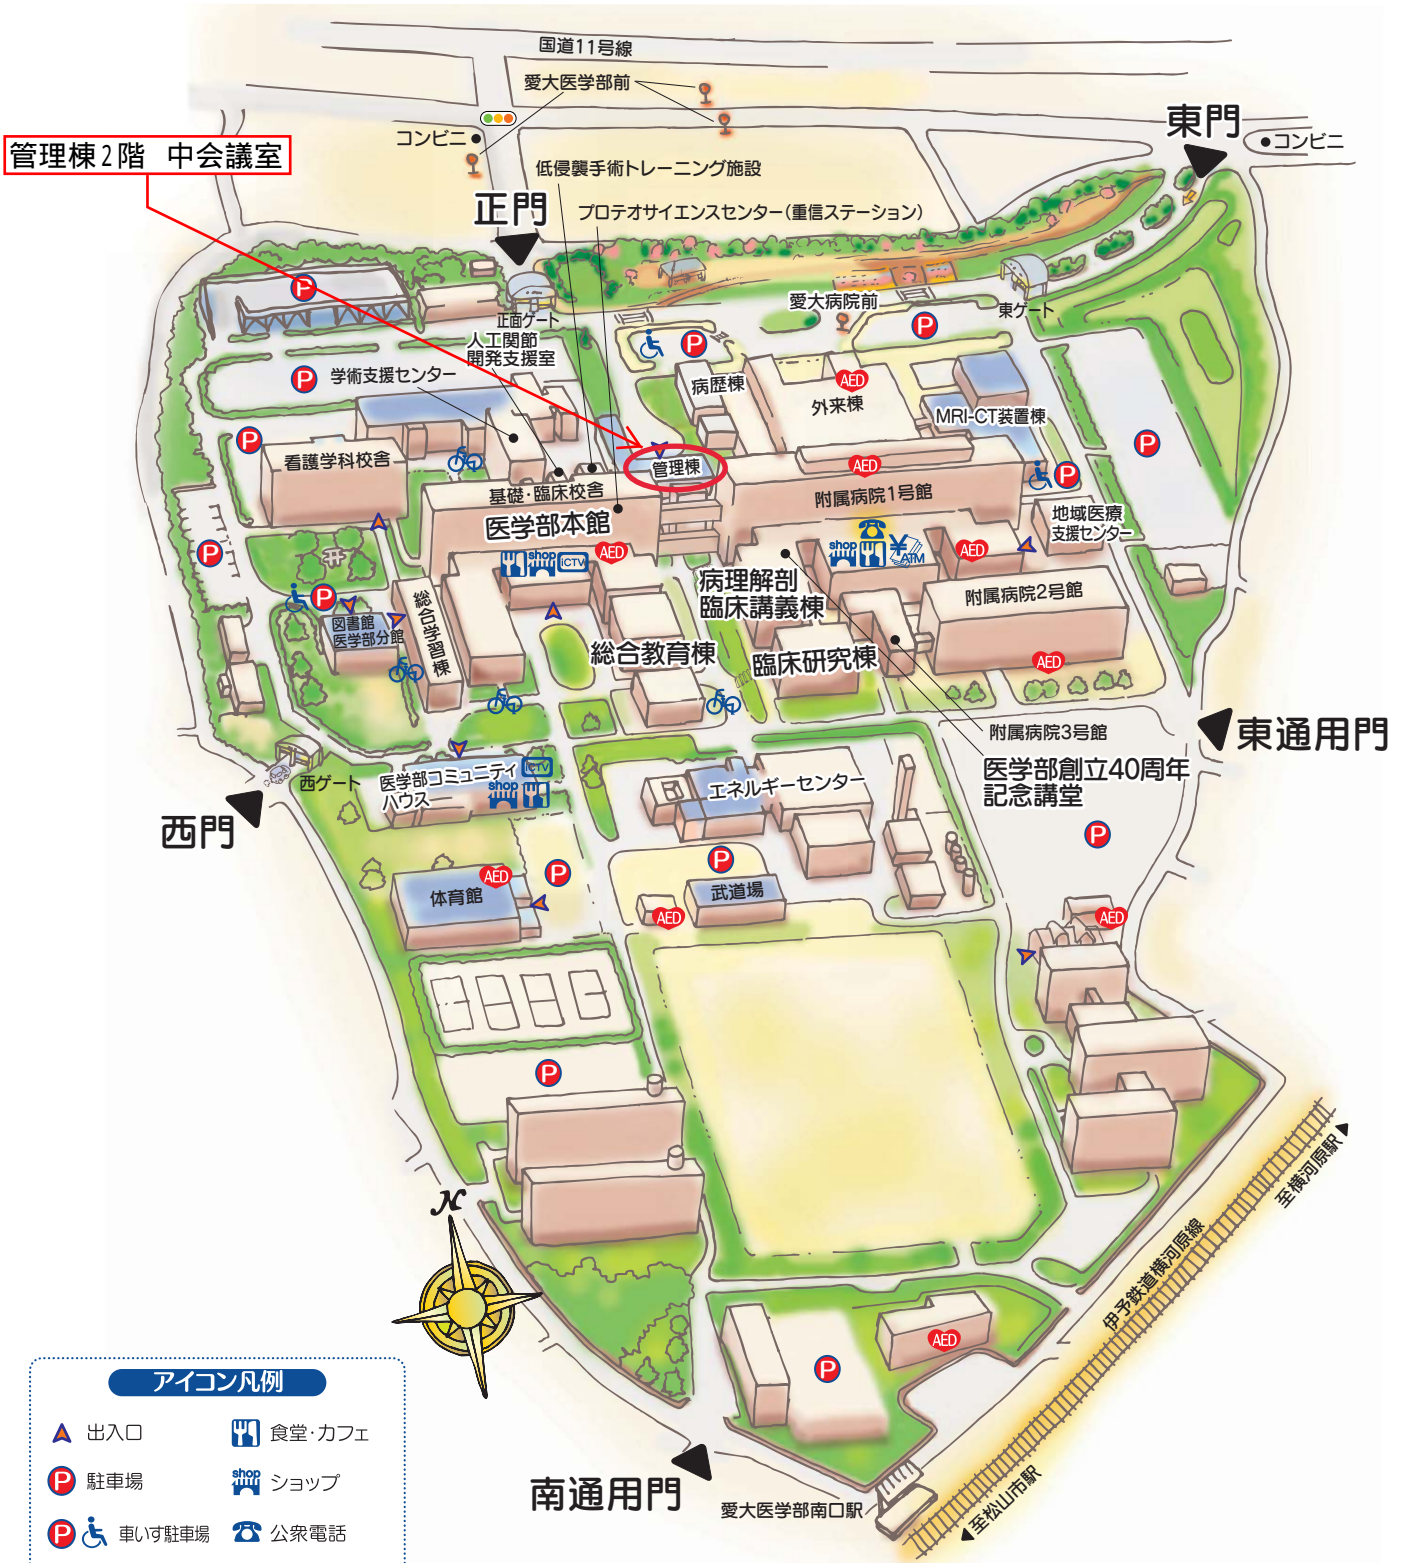 国道11号線
愛大医学部前
東門
コンビニ
コンビニ
管理棟2階　中会議室
低侵襲手術トレーニング施設
正門
プロテオサイエンスセンター(重信ステーション)
P
愛大病院前
東ゲート
正面ゲート
P
P
人工関節
開発支援室
P
学術支援センター
病歴棟
AED
外来棟
MRI-CT装置棟
P
P
看護学科校舎
管理棟
AED
P
基礎・臨床校舎
附属病院1号館
医学部本館
地域医療
支援センター
P
shop
iCTV
AED
shop
¥
ATM
AED
病理解剖
臨床講義棟
附属病院2号館
P
図書館
医学部分館
総合学習棟
総合教育棟
臨床研究棟
AED
附属病院3号館
東通用門
医学部創立40周年
記念講堂
西ゲート
医学部コミュニティ
ハウス
iCTV
shop
エネルギーセンター
西門
P
P
P
AED
体育館
武道場
AED
AED
P
N
至横河原駅
伊予鉄道横河原線
AED
P
アイコン凡例
出入口
食堂・カフェ
P
駐車場
shop
ショップ
P
車いす駐車場
公衆電話
南通用門
愛大医学部南口駅
至松山市駅